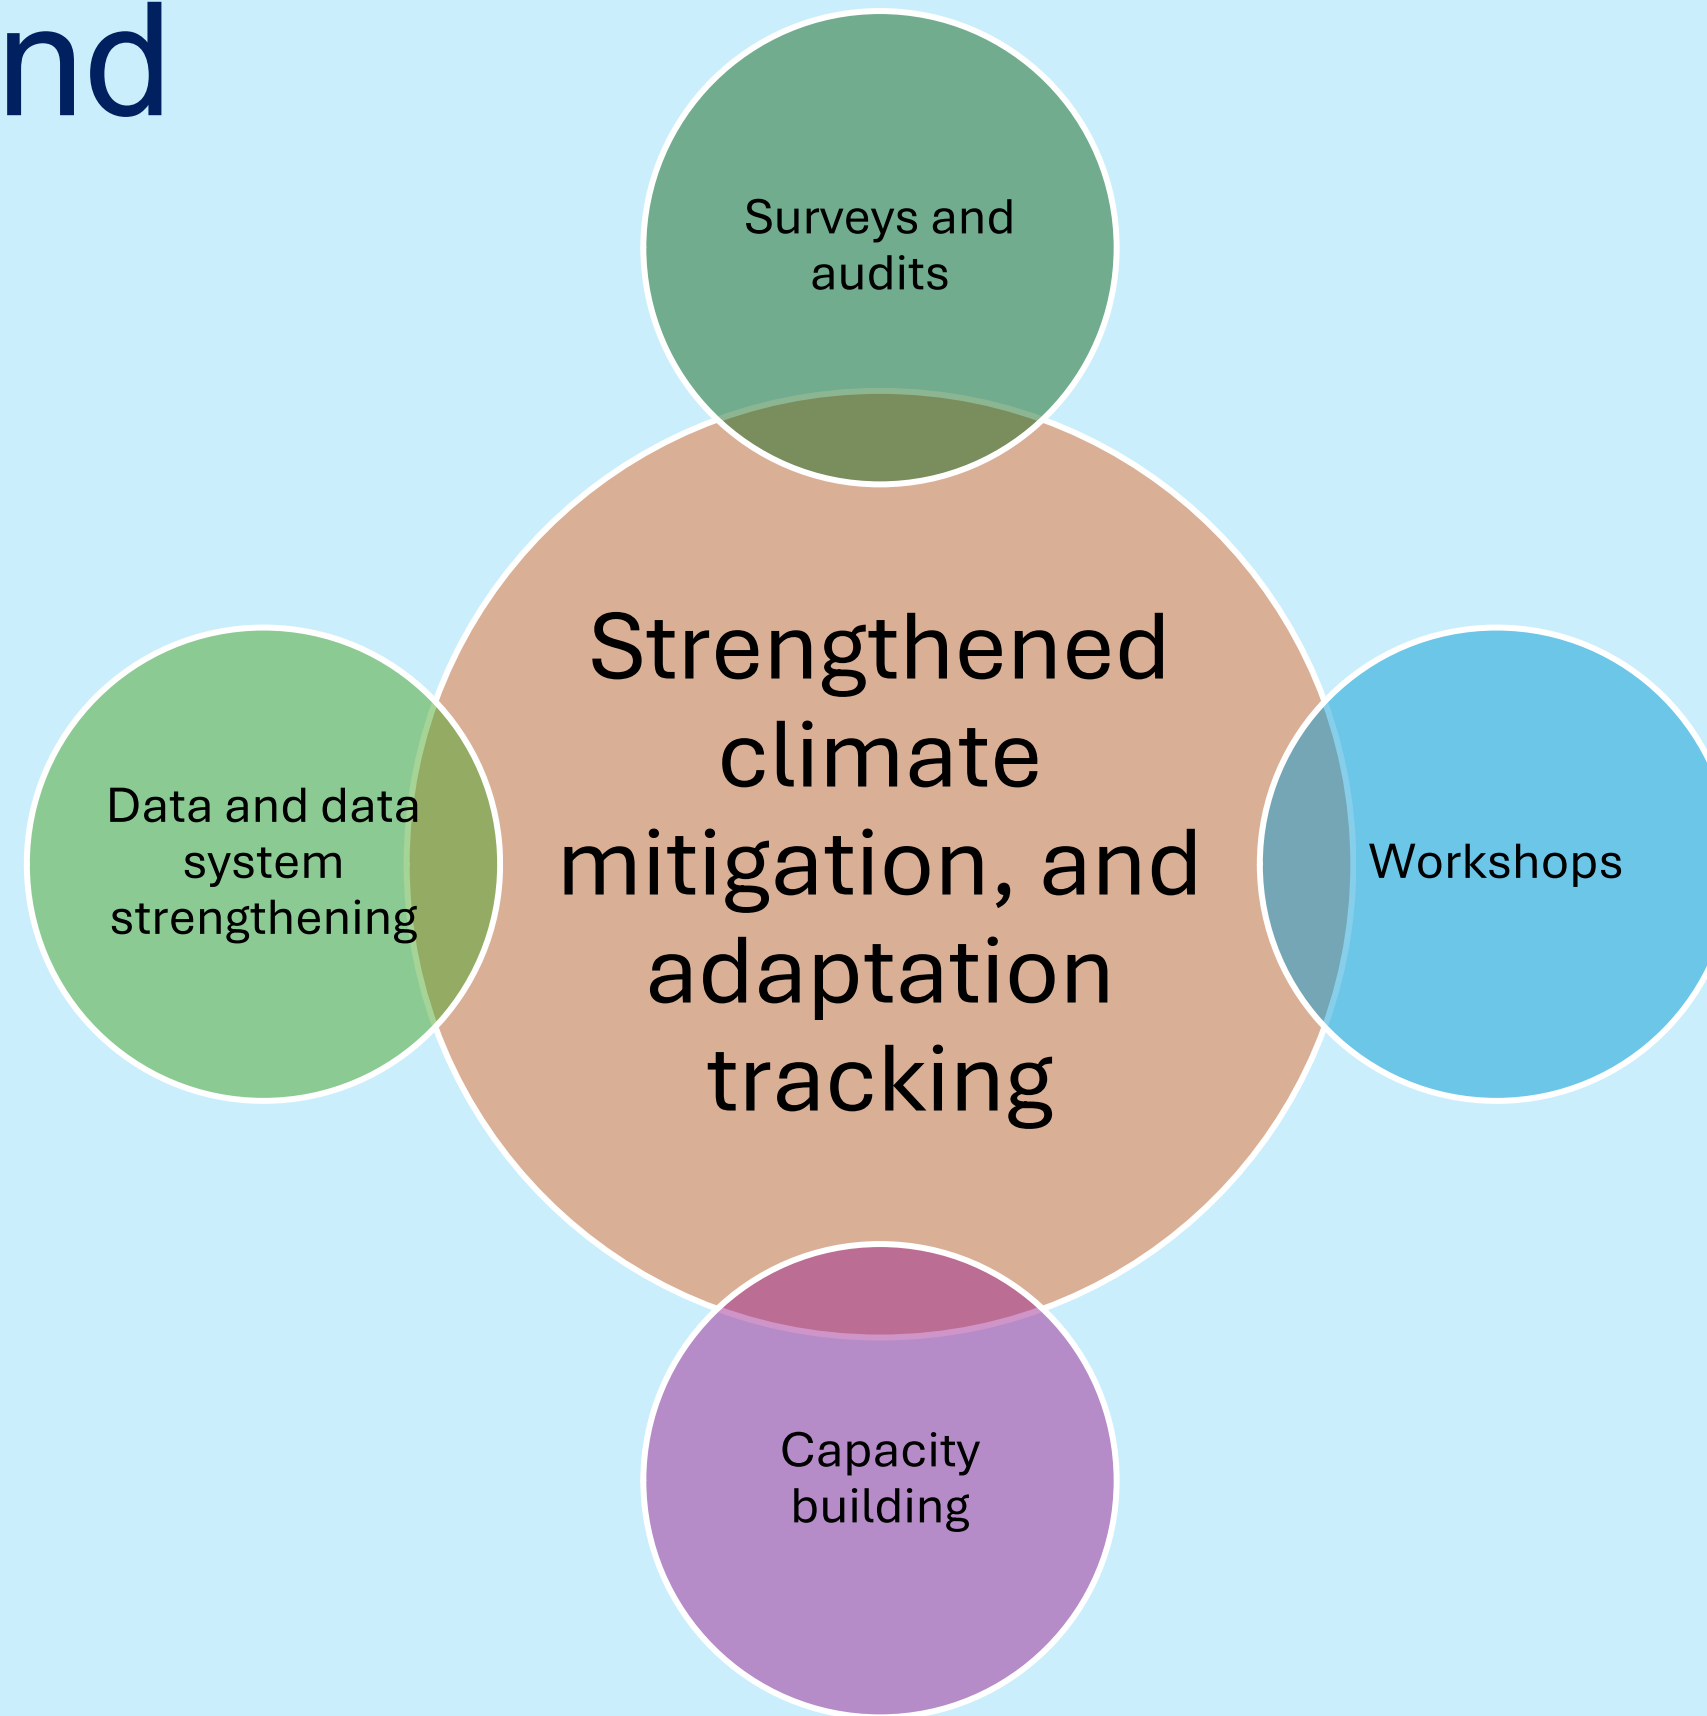 nd
Surveys and
audits
Strengthened
climate
mitigation, and
adaptation
tracking
Data and data
system
strengthening
Workshops
Capacity
building